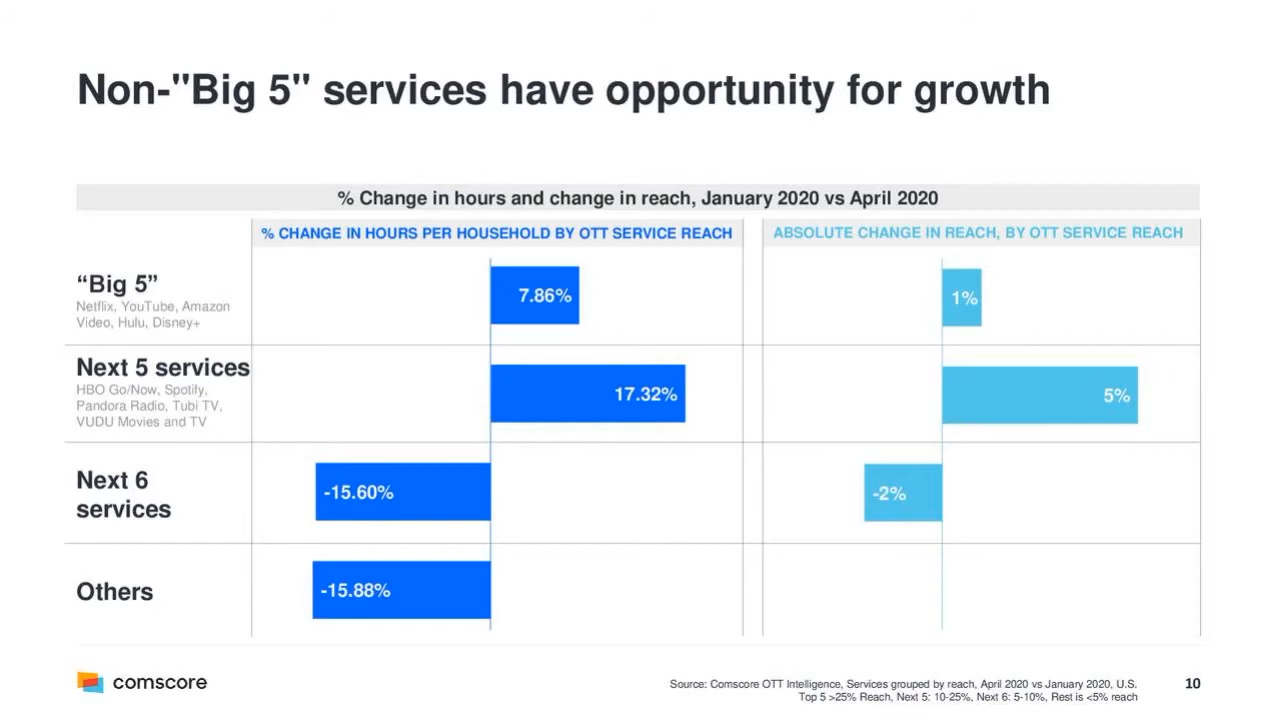 Non-"Big 5" services have opportunity for growth
% Change in hours and change in reach, January 2020 vs April 2020
% CHANGE IN HOURS PER HOUSEHOLD BY OTT SERVICE REACH
ABSOLUTE CHANGE IN REACH, BY OTT SERVICE REACH
“Big 5”
Netflix, YouTube, Amazon
Video, Hulu, Disney+
7.86%
1%
Next 5 services
HBO Go/Now, Spotify,
Pandora Radio, Tubi TV,
VUDU Movies and TV
17.32%
5%
Next 6
services
-15.60%
-2%
Others
-15.88%
comscore
Source: Comscore OTT Intelligence, Services grouped by reach, April 2020 vs January 2020, U.S.
Top 5 >25% Reach, Next 5: 10-25%, Next 6: 5-10%, Rest is <5% reach
10